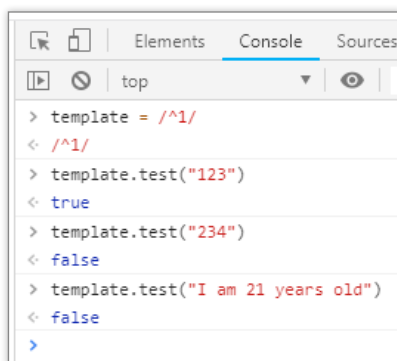 Elements Console Sources
top
> template = /^1/
/^1/
> template.test("123")
true
> template.test("234")
false
> template.test("I am 21 years old")
false
>